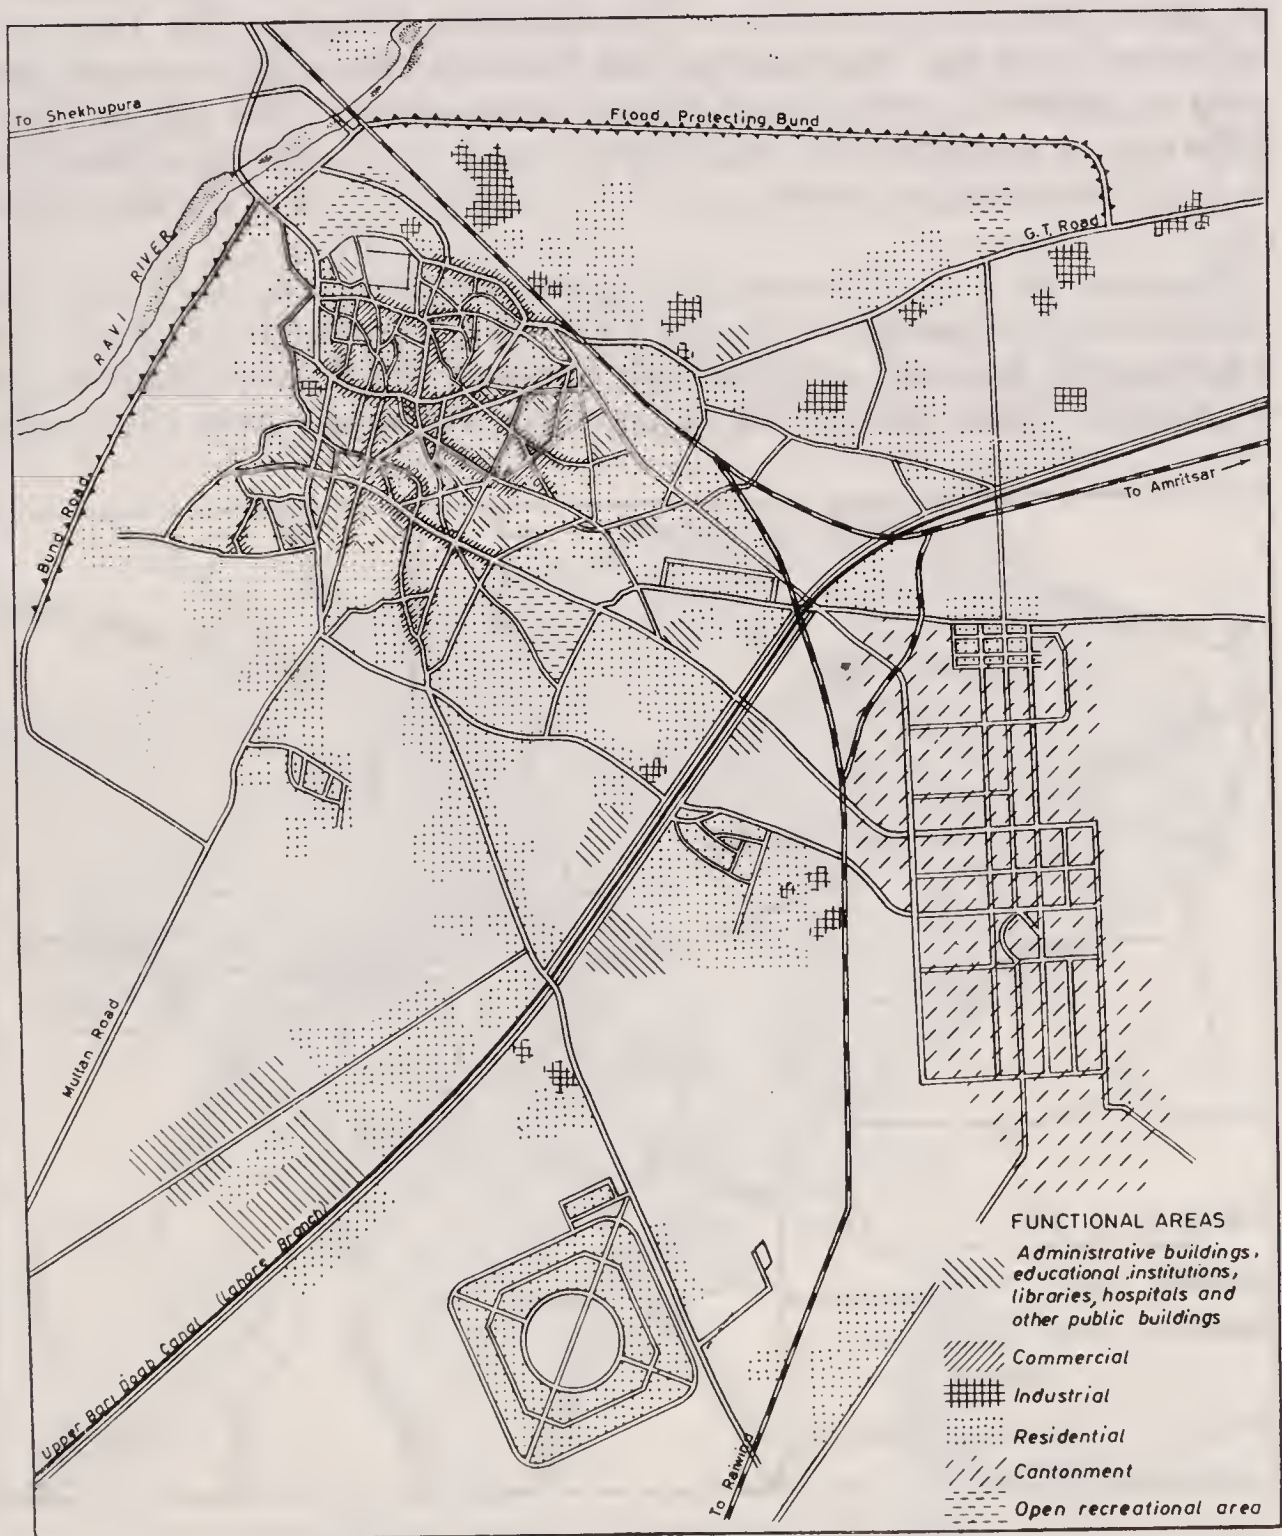 To Shekhupura
Flood Protecting Bund
G.T. Road
RAVI RIVER
To Amritsar
Bund Road
Multan Road
Upper Bari Doab Canal (Lahore Branch)
To Raiwind
FUNCTIONAL AREAS
Administrative buildings,
educational institutions,
libraries, hospitals and
other public buildings
Commercial
Industrial
Residential
Cantonment
Open recreational area